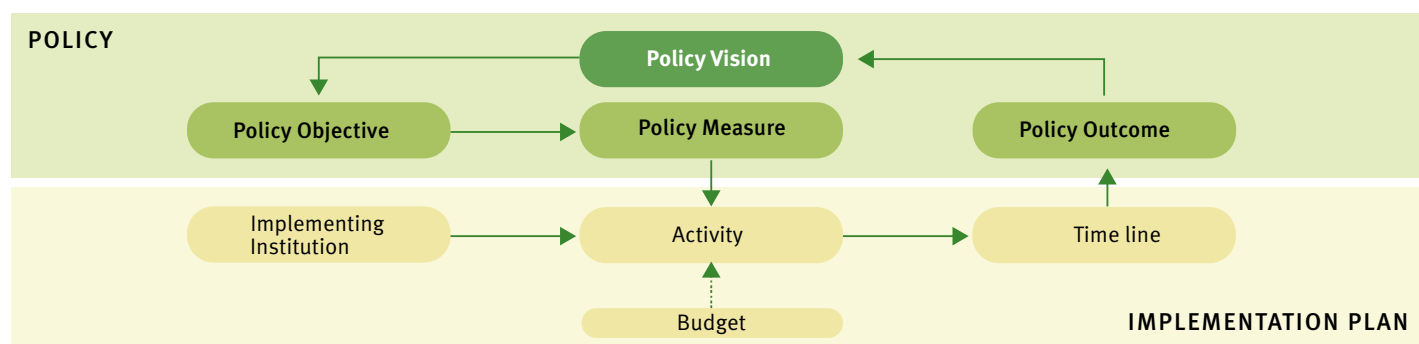 POLICY
Policy Vision
Policy Objective
Policy Measure
Policy Outcome
Implementing
Institution
Activity
Time line
Budget
IMPLEMENTATION PLAN